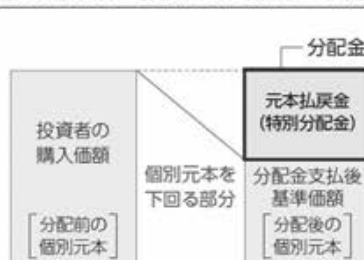 分配金
元本払戻金
(特別分配金)
投資者の
購入価額
個別元本を
下回る部分
分配金支払後
基準価額
分配前の
個別元本
分配後の
個別元本